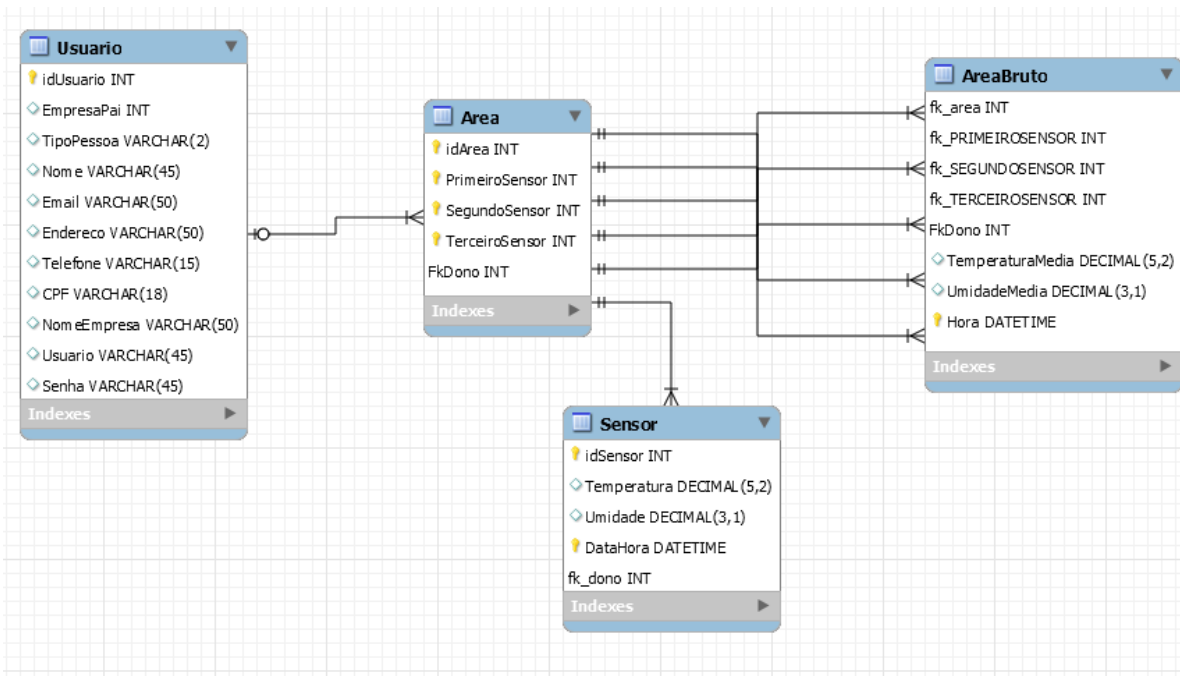 Usuario
idUsuario INT
EmpresaPai INT
TipoPessoa VARCHAR(2)
Nome VARCHAR(45)
Email VARCHAR(50)
Endereco VARCHAR(50)
Telefone VARCHAR(15)
CPF VARCHAR(18)
NomeEmpresa VARCHAR(50)
Usuario VARCHAR(45)
Senha VARCHAR(45)
Indexes
Area
idArea INT
PrimeiroSensor INT
SegundoSensor INT
TerceiroSensor INT
FkDono INT
Indexes
AreaBruto
fk_area INT
fk_PRIMEIROSENSOR INT
fk_SEGUNDOSENSOR INT
fk_TERCEIROSENSOR INT
FkDono INT
TemperaturaMedia DECIMAL(5,2)
UmidadeMedia DECIMAL(3,1)
Hora DATETIME
Indexes
Sensor
idSensor INT
Temperatura DECIMAL(5,2)
Umidade DECIMAL(3,1)
DataHora DATETIME
fk_dono INT
Indexes